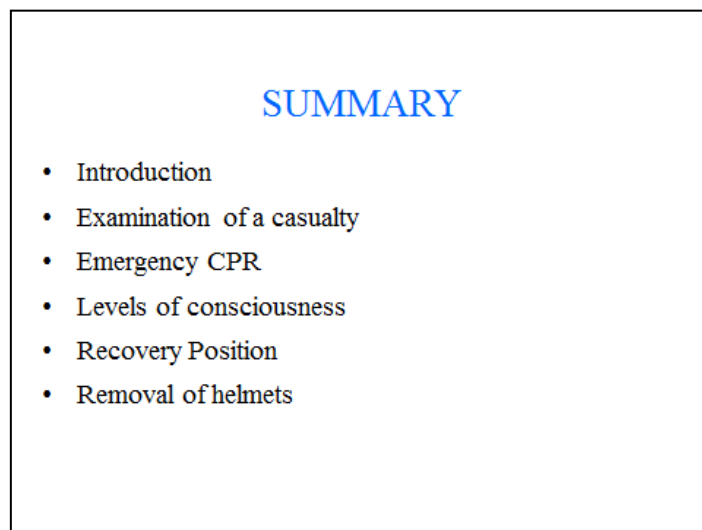 SUMMARY
• Introduction
• Examination of a casualty
• Emergency CPR
• Levels of consciousness
• Recovery Position
• Removal of helmets